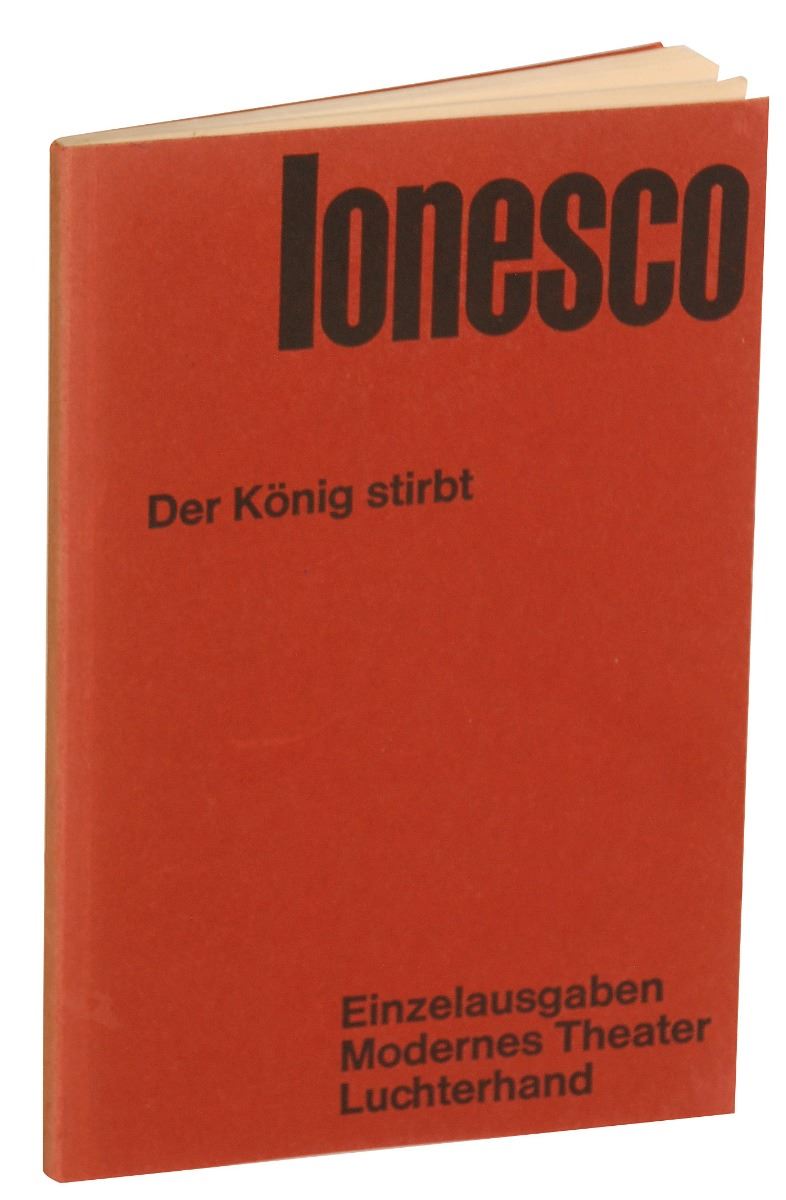 Ionesco
Der König stirbt
Einzelausgaben
Modernes Theater
Luchterhand